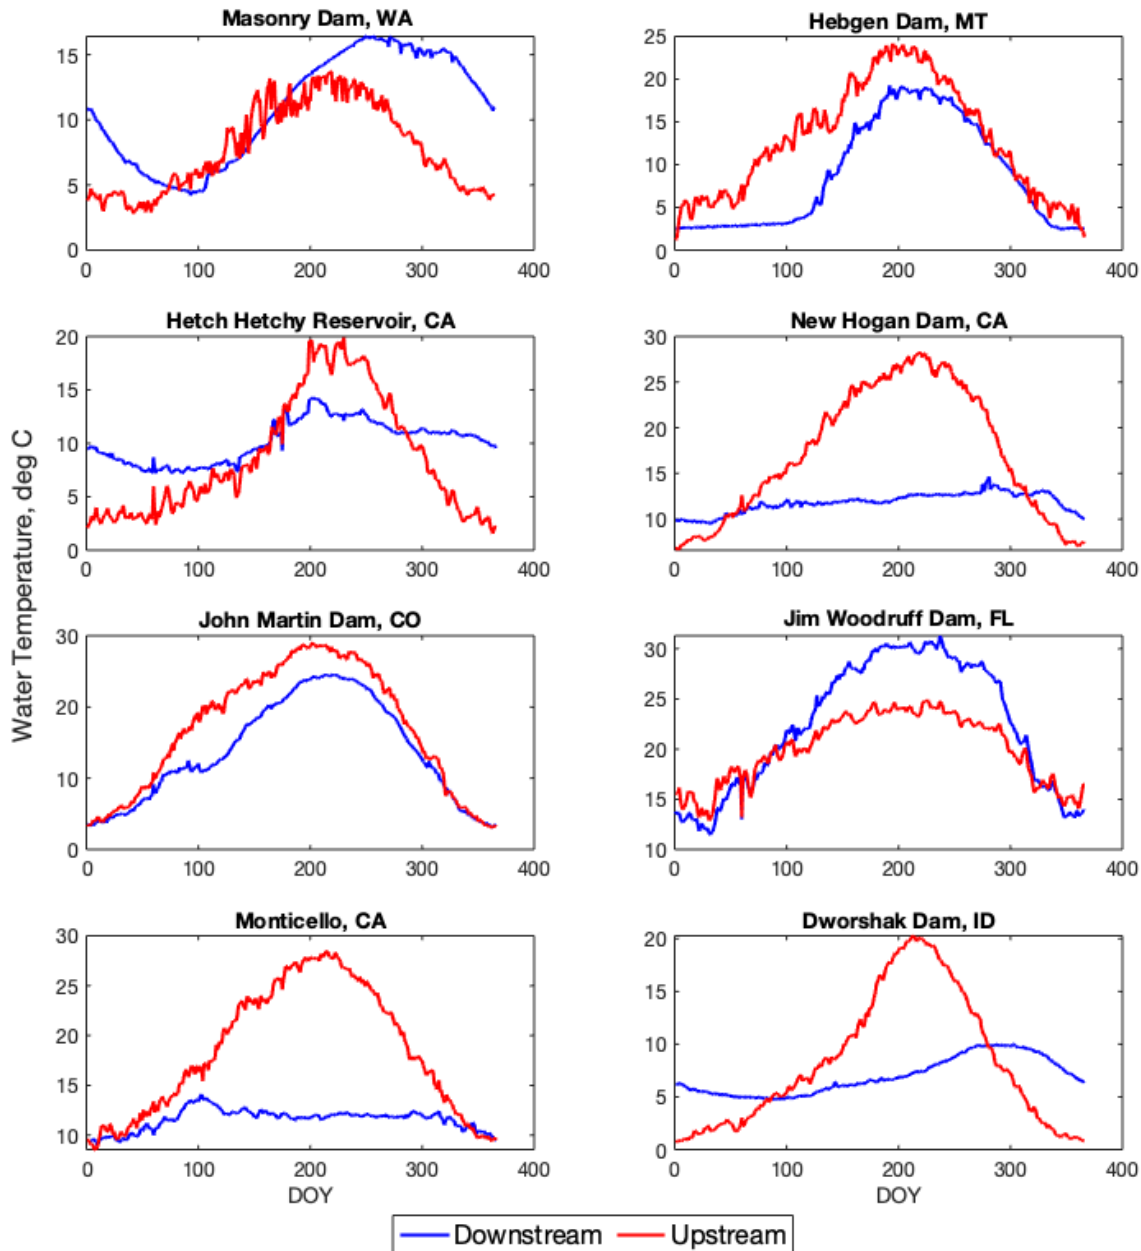 Masonry Dam, WA
15
10
5
0
0 100 200 300 400
Hebgen Dam, MT
25
20
15
10
5
0
0 100 200 300 400
Hetch Hetchy Reservoir, CA
20
15
10
5
0
0 100 200 300 400
New Hogan Dam, CA
30
25
20
15
10
0 100 200 300 400
Water Temperature, deg C
John Martin Dam, CO
30
20
10
0
0 100 200 300 400
Jim Woodruff Dam, FL
30
25
20
15
10
0 100 200 300 400
Monticello, CA
30
25
20
15
10
0 100 200 300 400
DOY
Dworshak Dam, ID
20
15
10
5
0
0 100 200 300 400
DOY
Downstream Upstream